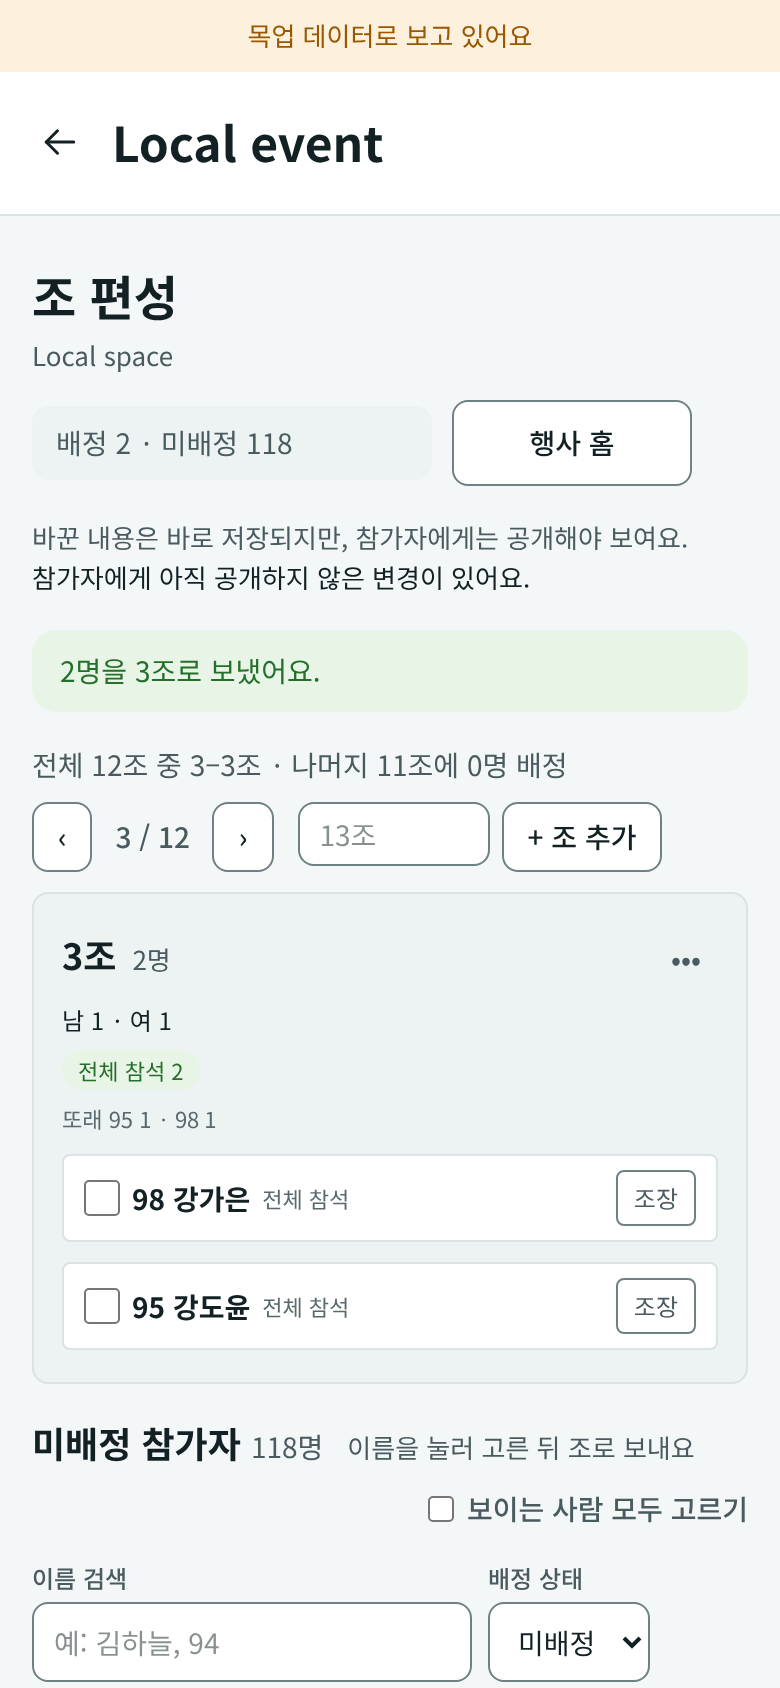 목업 데이터로 보고 있어요
← Local event
조 편성
Local space
배정 2 · 미배정 118
행사 홈
바꾼 내용은 바로 저장되지만, 참가자에게는 공개해야 보여요.
참가자에게 아직 공개하지 않은 변경이 있어요.
2명을 3조로 보냈어요.
전체 12조 중 3–3조 · 나머지 11조에 0명 배정
‹ 3 / 12 › 13조 + 조 추가
3조 2명 •••
남 1 · 여 1
전체 참석 2
또래 95 1 · 98 1
98 강가은 전체 참석 조장
95 강도윤 전체 참석 조장
미배정 참가자 118명 이름을 눌러 고른 뒤 조로 보내요
보이는 사람 모두 고르기
이름 검색 배정 상태
예: 김하늘, 94 미배정